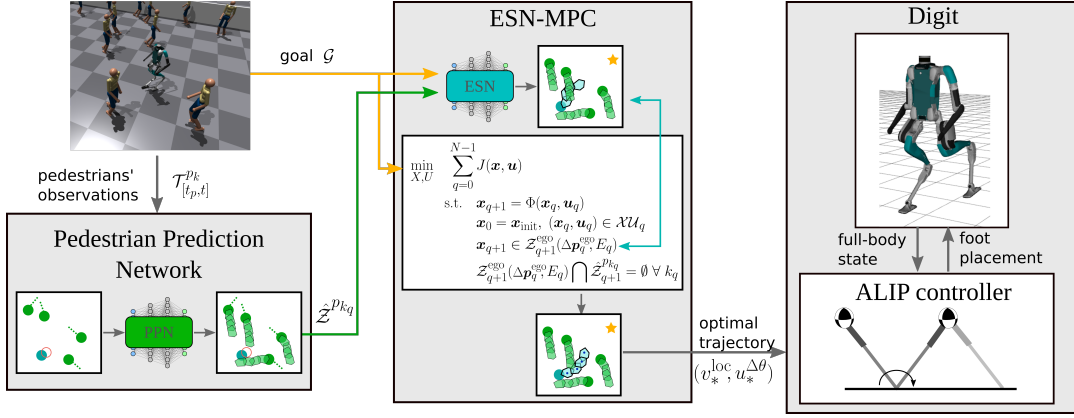 ESN-MPC
Digit
goal 𝒢
ESN
pedestrians'
observations
𝒯^{p_k}_{[t_p,t]}
min_{X,U} ∑_{q=0}^{N−1} J(x, u)
s.t. x_{q+1} = Φ(x_q, u_q)
x_0 = x_init, (x_q, u_q) ∈ 𝒳𝒰_q
x_{q+1} ∈ 𝒵^{ego}_{q+1}(Δp^{ego}_q, E_q)
𝒵^{ego}_{q+1}(Δp^{ego}_q, E_q) ⋂ 𝒵̂^{p_{k_q}}_{q+1} = ∅ ∀ k_q
Pedestrian Prediction
Network
PPN
𝒵̂^{p_{k_q}}
optimal
trajectory
(v^{loc}_*, u^{Δθ}_*)
full-body
state
foot
placement
ALIP controller